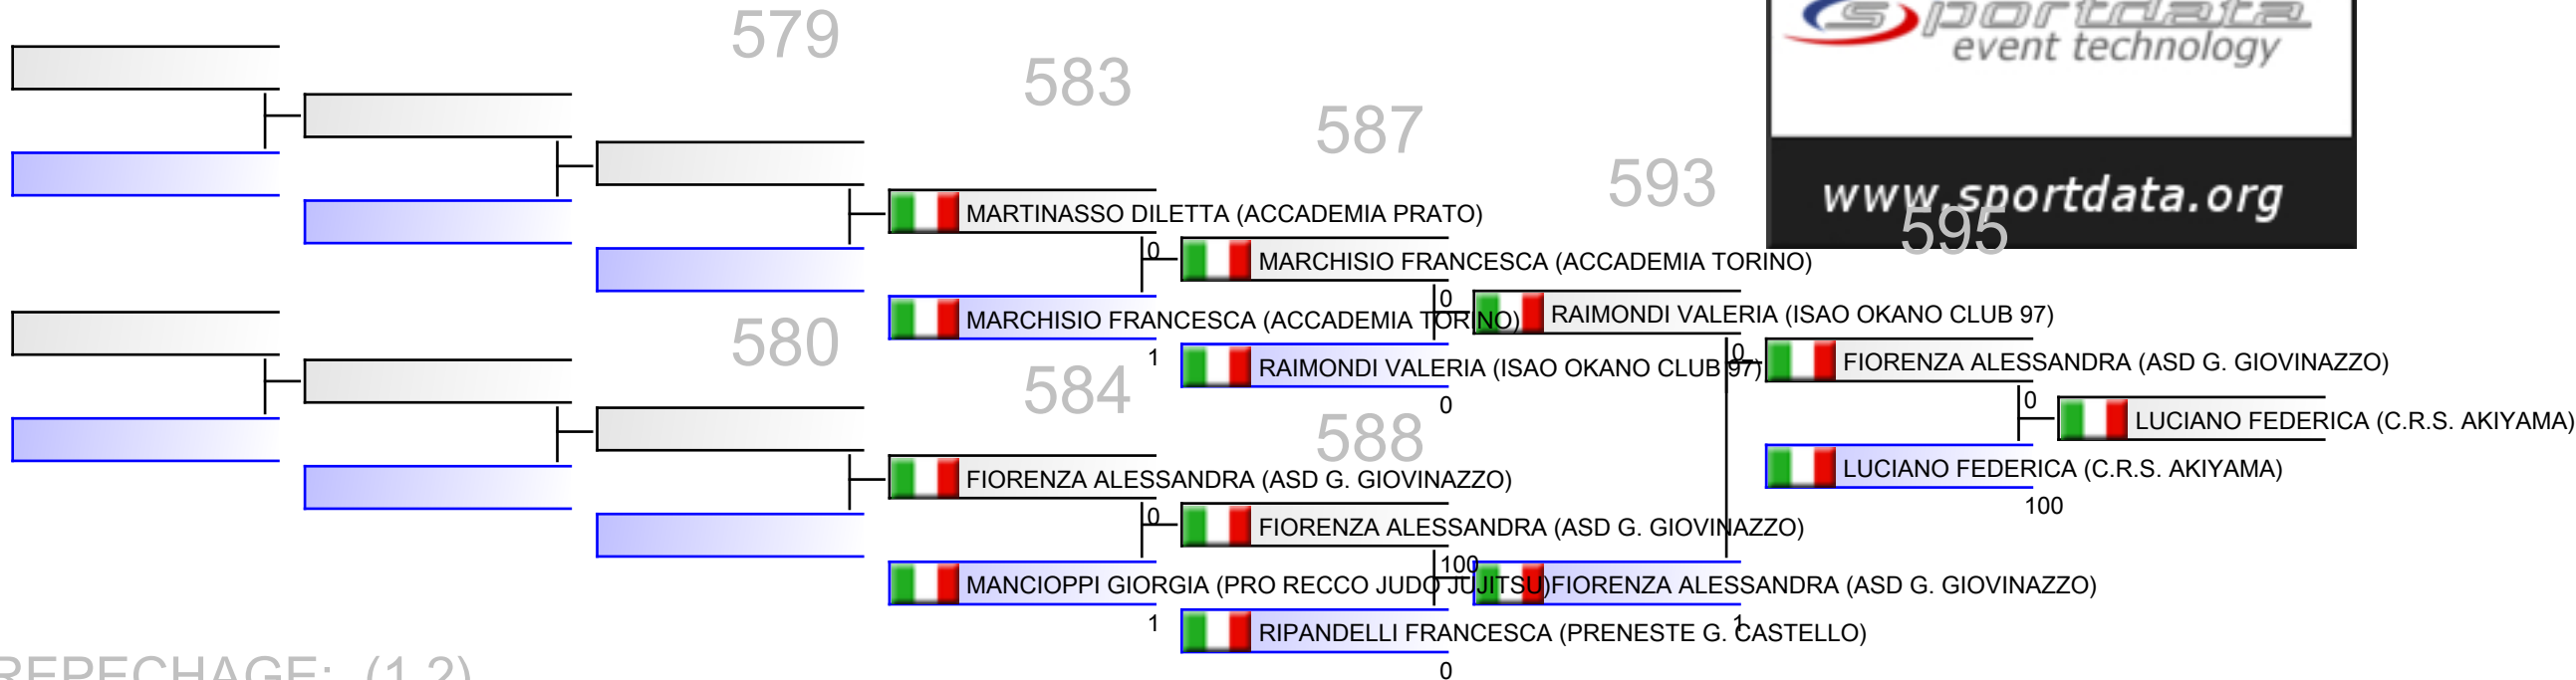 sportdata
event technology
www.sportdata.org
579
583
587
593
595
MARTINASSO DILETTA (ACCADEMIA PRATO)
0
MARCHISIO FRANCESCA (ACCADEMIA TORINO)
MARCHISIO FRANCESCA (ACCADEMIA TORINO)
1
0
RAIMONDI VALERIA (ISAO OKANO CLUB 97)
RAIMONDI VALERIA (ISAO OKANO CLUB 97)
0
0
FIORENZA ALESSANDRA (ASD G. GIOVINAZZO)
0
LUCIANO FEDERICA (C.R.S. AKIYAMA)
LUCIANO FEDERICA (C.R.S. AKIYAMA)
100
580
584
588
FIORENZA ALESSANDRA (ASD G. GIOVINAZZO)
0
FIORENZA ALESSANDRA (ASD G. GIOVINAZZO)
MANCIOPPI GIORGIA (PRO RECCO JUDO JUJITSU)
1
100
FIORENZA ALESSANDRA (ASD G. GIOVINAZZO)
1
RIPANDELLI FRANCESCA (PRENESTE G. CASTELLO)
0
REPECHAGE: (1,2)